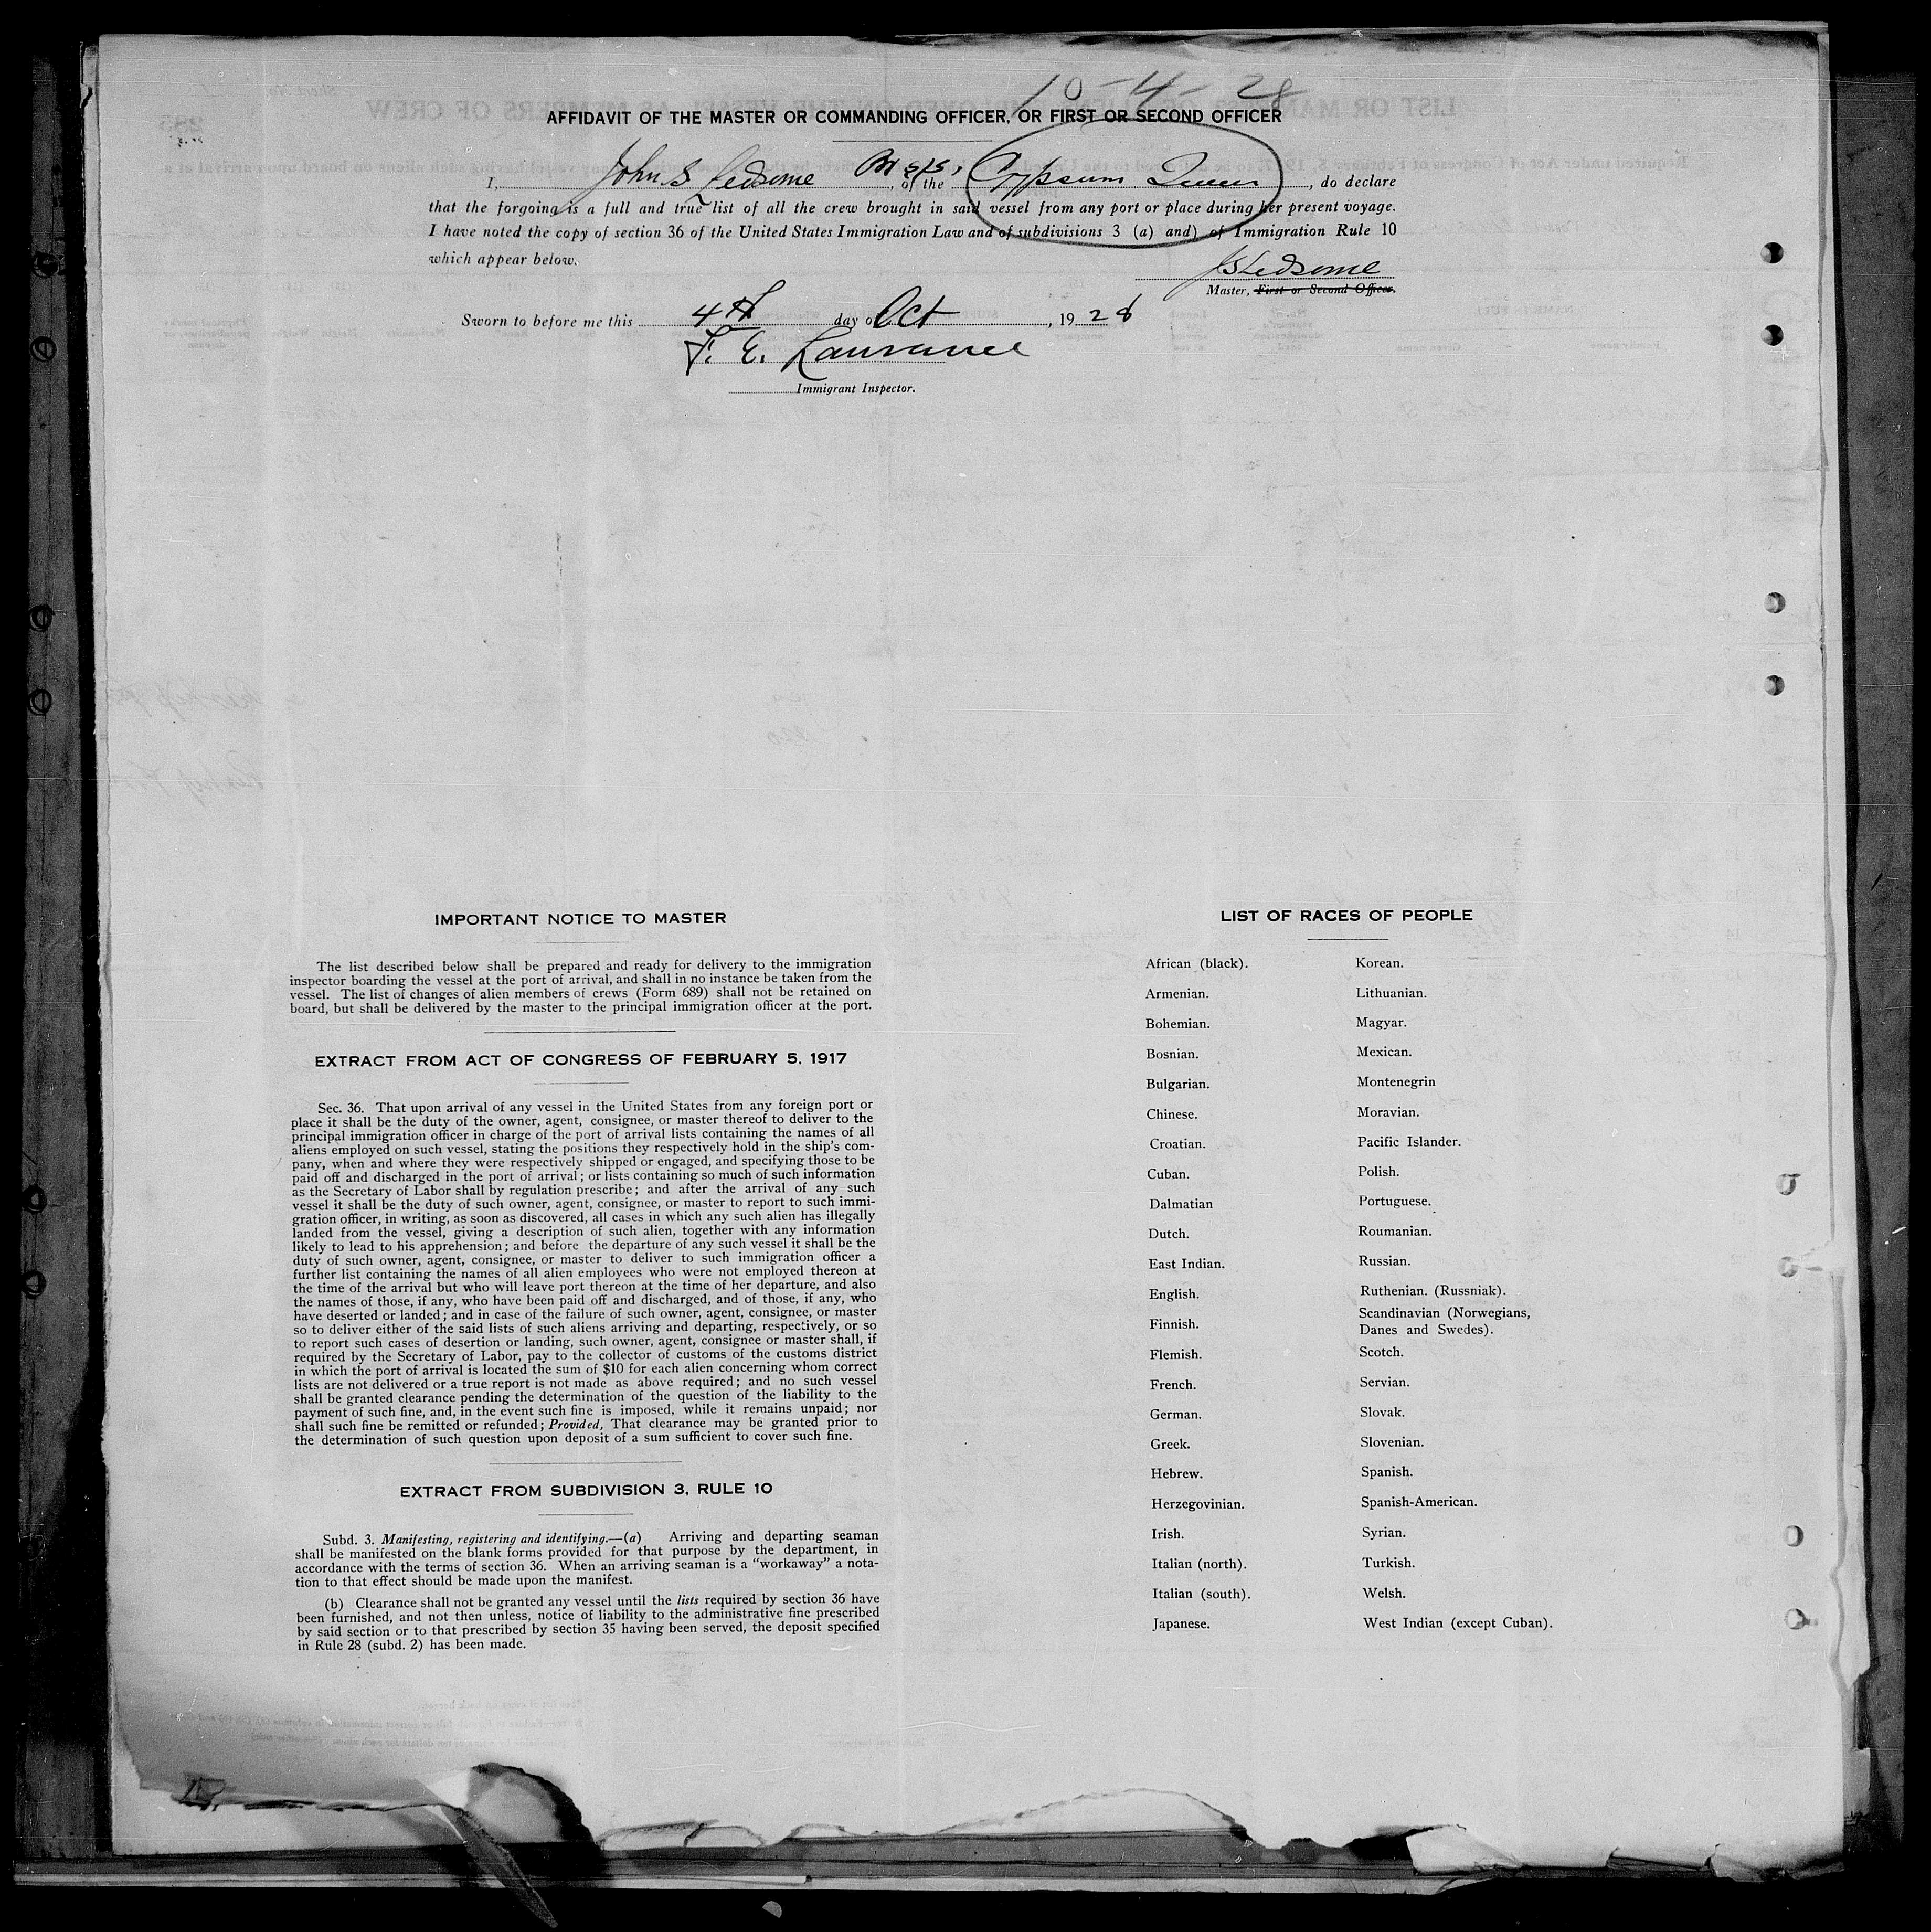 10-4-28
AFFIDAVIT OF THE MASTER OR COMMANDING OFFICER, OR FIRST OR SECOND OFFICER
I, John S Ledsome, of the Gypsum Queen, do declare
that the forgoing is a full and true list of all the crew brought in said vessel from any port or place during her present voyage.
I have noted the copy of section 36 of the United States Immigration Law and of subdivisions 3 (a) and) of Immigration Rule 10
which appear below.
JSLedsome
Master, First or Second Officer.
Sworn to before me this 4th day of Oct, 1928
F. E. Lawrance
Immigrant Inspector.
IMPORTANT NOTICE TO MASTER
The list described below shall be prepared and ready for delivery to the immigration
inspector boarding the vessel at the port of arrival, and shall in no instance be taken from the
vessel. The list of changes of alien members of crews (Form 689) shall not be retained on
board, but shall be delivered by the master to the principal immigration officer at the port.
EXTRACT FROM ACT OF CONGRESS OF FEBRUARY 5, 1917
Sec. 36. That upon arrival of any vessel in the United States from any foreign port or
place it shall be the duty of the owner, agent, consignee, or master thereof to deliver to the
principal immigration officer in charge of the port of arrival lists containing the names of all
aliens employed on such vessel, stating the positions they respectively hold in the ship's com-
pany, when and where they were respectively shipped or engaged, and specifying those to be
paid off and discharged in the port of arrival; or lists containing so much of such information
as the Secretary of Labor shall by regulation prescribe; and after the arrival of any such
vessel it shall be the duty of such owner, agent, consignee, or master to report to such immi-
gration officer, in writing, as soon as discovered, all cases in which any such alien has illegally
landed from the vessel, giving a description of such alien, together with any information
likely to lead to his apprehension; and before the departure of any such vessel it shall be the
duty of such owner, agent, consignee, or master to deliver to such immigration officer a
further list containing the names of all alien employees who were not employed thereon at
the time of the arrival but who will leave port thereon at the time of her departure, and also
the names of those, if any, who have been paid off and discharged, and of those, if any, who
have deserted or landed; and in case of the failure of such owner, agent, consignee, or master
so to deliver either of the said lists of such aliens arriving and departing, respectively, or so
to report such cases of desertion or landing, such owner, agent, consignee or master shall, if
required by the Secretary of Labor, pay to the collector of customs of the customs district
in which the port of arrival is located the sum of $10 for each alien concerning whom correct
lists are not delivered or a true report is not made as above required; and no such vessel
shall be granted clearance pending the determination of the question of the liability to the
payment of such fine, and, in the event such fine is imposed, while it remains unpaid; nor
shall such fine be remitted or refunded; Provided, That clearance may be granted prior to
the determination of such question upon deposit of a sum sufficient to cover such fine.
EXTRACT FROM SUBDIVISION 3, RULE 10
Subd. 3. Manifesting, registering and identifying.—(a) Arriving and departing seaman
shall be manifested on the blank forms provided for that purpose by the department, in
accordance with the terms of section 36. When an arriving seaman is a "workaway" a nota-
tion to that effect should be made upon the manifest.
(b) Clearance shall not be granted any vessel until the lists required by section 36 have
been furnished, and not then unless, notice of liability to the administrative fine prescribed
by said section or to that prescribed by section 35 having been served, the deposit specified
in Rule 28 (subd. 2) has been made.
LIST OF RACES OF PEOPLE
African (black).
Armenian.
Bohemian.
Bosnian.
Bulgarian.
Chinese.
Croatian.
Cuban.
Dalmatian
Dutch.
East Indian.
English.
Finnish.
Flemish.
French.
German.
Greek.
Hebrew.
Herzegovinian.
Irish.
Italian (north).
Italian (south).
Japanese.
Korean.
Lithuanian.
Magyar.
Mexican.
Montenegrin
Moravian.
Pacific Islander.
Polish.
Portuguese.
Roumanian.
Russian.
Ruthenian. (Russniak).
Scandinavian (Norwegians,
Danes and Swedes).
Scotch.
Servian.
Slovak.
Slovenian.
Spanish.
Spanish-American.
Syrian.
Turkish.
Welsh.
West Indian (except Cuban).